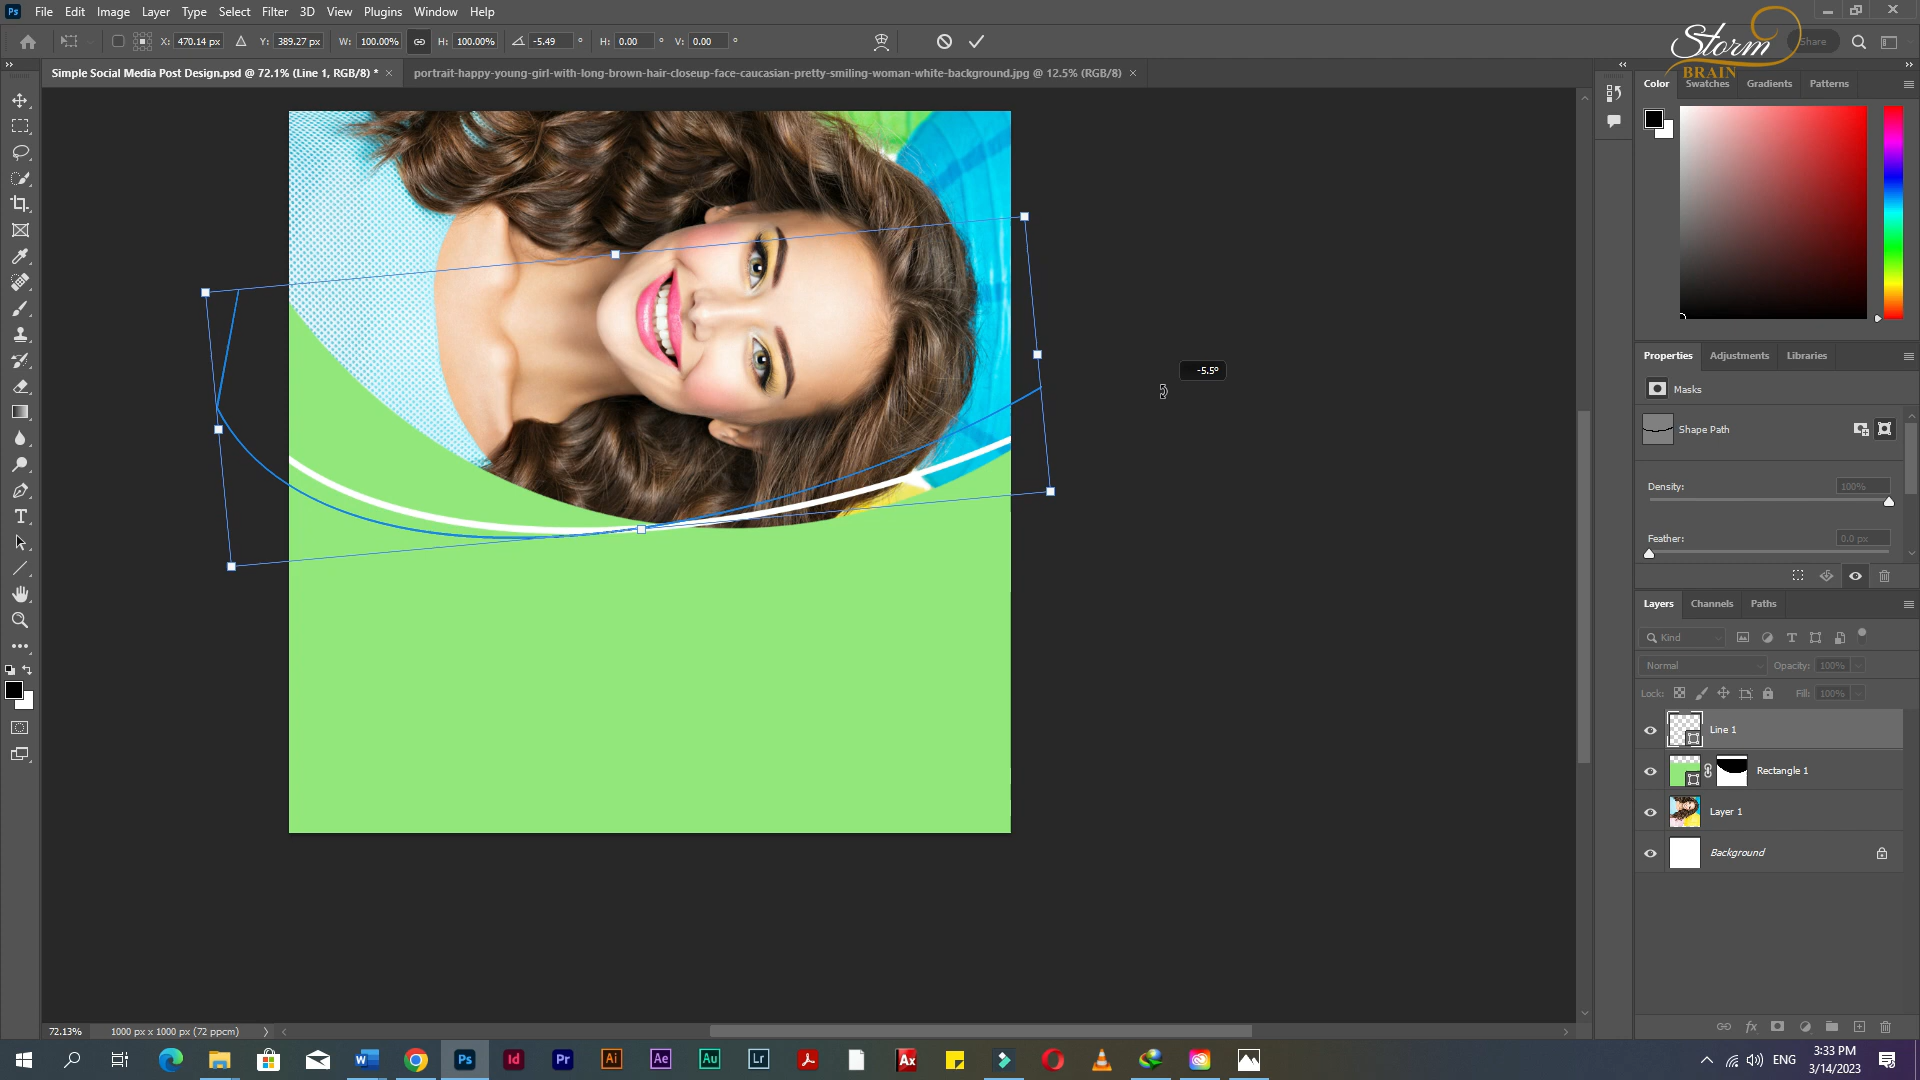 File Edit Image Layer Type Select Filter 3D View Plugins Window Help
X: 470.14 px Y: 389.27 px W: 100.00% H: 100.00% -5.49 ° H: 0.00 ° V: 0.00 ° Share
Storm
BRAIN
Simple Social Media Post Design.psd @ 72.1% (Line 1, RGB/8) * × portrait-happy-young-girl-with-long-brown-hair-closeup-face-caucasian-pretty-smiling-woman-white-background.jpg @ 12.5% (RGB/8) ×
Color Swatches Gradients Patterns
-5.5°
Properties Adjustments Libraries
Masks
Shape Path
Density: 100%
Feather: 0.0 px
Layers Channels Paths
Kind
Normal Opacity: 100%
Lock: Fill: 100%
Line 1
Rectangle 1
Layer 1
Background
72.13% 1000 px x 1000 px (72 ppcm)
ENG
3:33 PM
3/14/2023